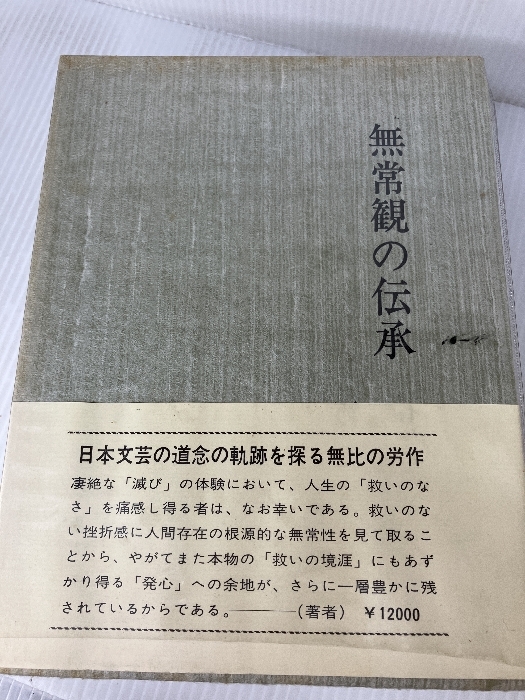 無常観の伝承
日本文芸の道念の軌跡を探る無比の労作
凄絶な「滅び」の体験において、人生の「救いのな
さ」を痛感し得る者は、なお幸いである。救いのな
い挫折感に人間存在の根源的な無常性を見て取るこ
とから、やがてまた本物の「救いの境涯」にもあず
かり得る「発心」への余地が、さらに一層豊かに残
されているからである。————(著者) ￥12000